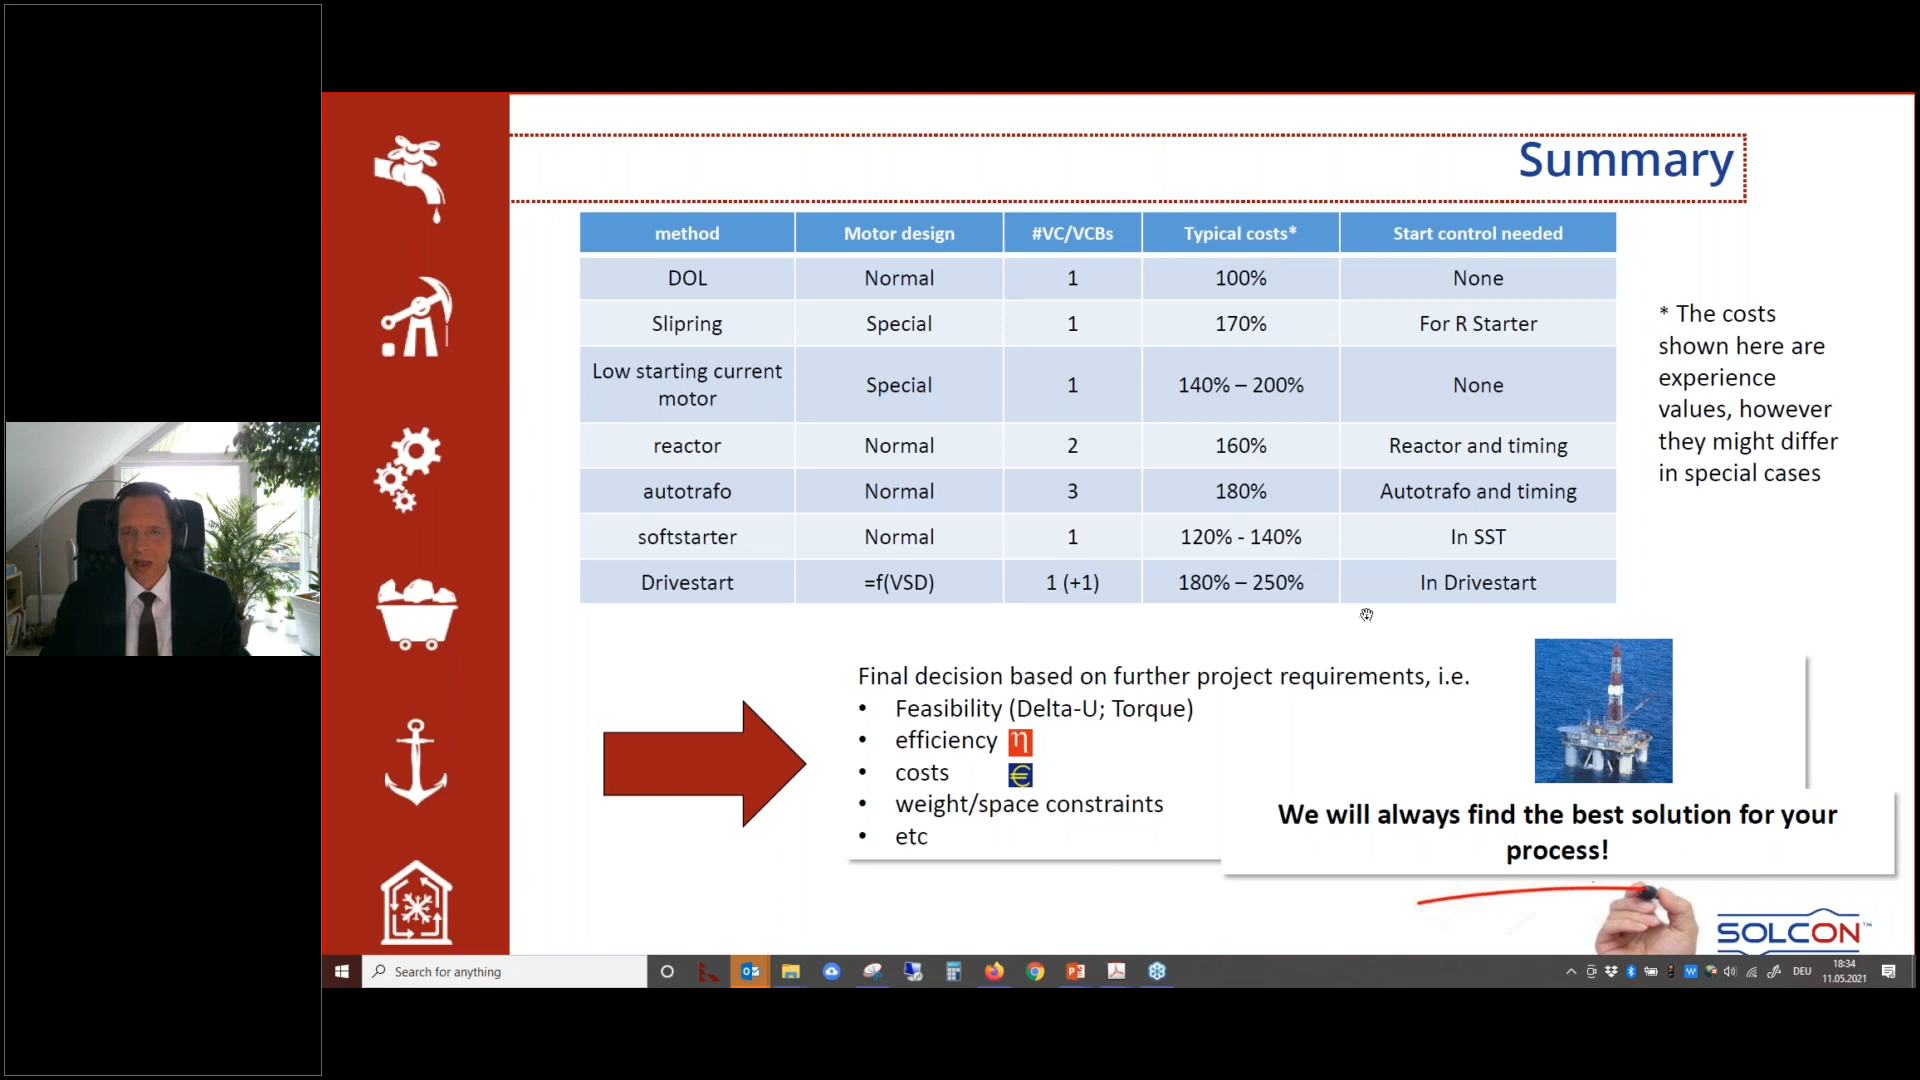 Summary
method Motor design #VC/VCBs Typical costs* Start control needed
DOL Normal 1 100% None
Slipring Special 1 170% For R Starter
Low starting current
motor Special 1 140% – 200% None
reactor Normal 2 160% Reactor and timing
autotrafo Normal 3 180% Autotrafo and timing
softstarter Normal 1 120% - 140% In SST
Drivestart =f(VSD) 1 (+1) 180% – 250% In Drivestart
* The costs
shown here are
experience
values, however
they might differ
in special cases
Final decision based on further project requirements, i.e.
• Feasibility (Delta-U; Torque)
• efficiency η
• costs €
• weight/space constraints
• etc
We will always find the best solution for your
process!
SOLCON™
Search for anything
DEU
18:34
11.05.2021